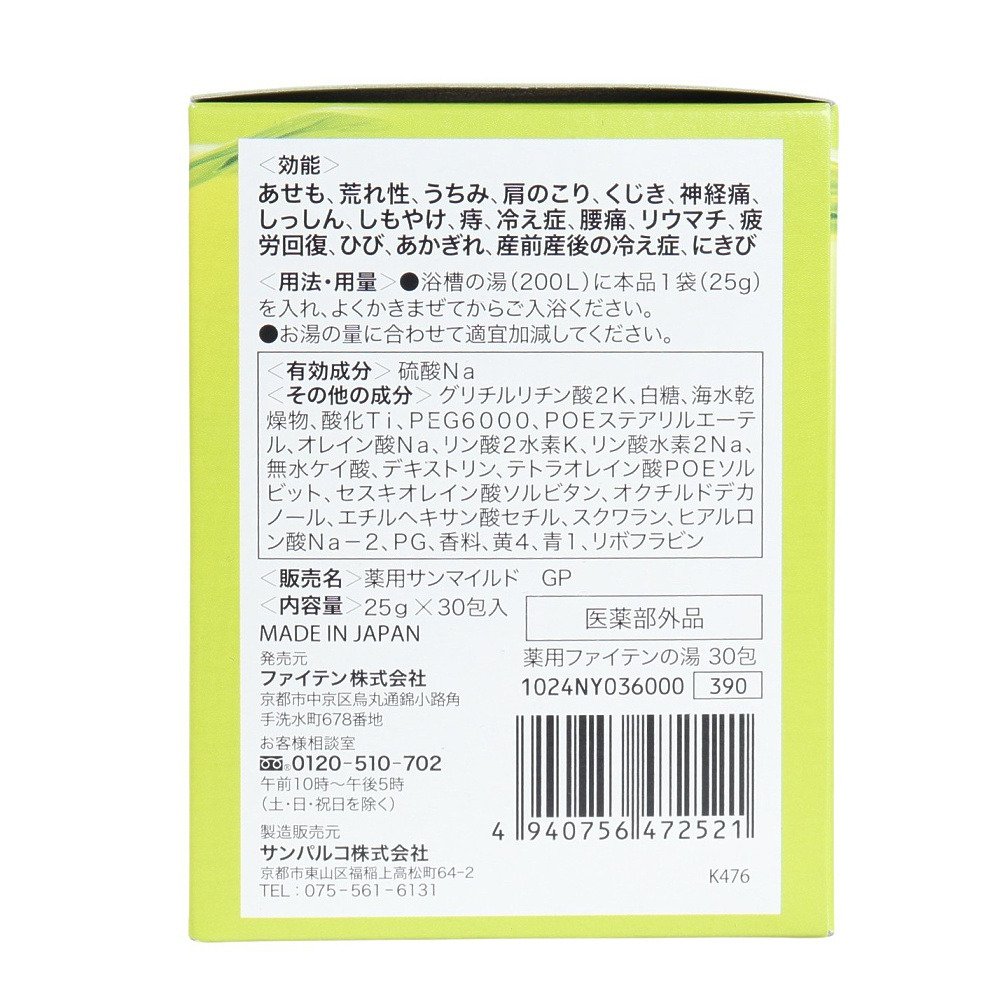 〈効能〉
あせも、荒れ性、うちみ、肩のこり、くじき、神経痛、
しっしん、しもやけ、痔、冷え症、腰痛、リウマチ、疲
労回復、ひび、あかぎれ、産前産後の冷え症、にきび
〈用法・用量〉●浴槽の湯(200L)に本品1袋(25g)
を入れ、よくかきまぜてからご入浴ください。
●お湯の量に合わせて適宜加減してください。
〈有効成分〉硫酸Na
〈その他の成分〉グリチルリチン酸2K、白糖、海水乾
燥物、酸化Ti、PEG6000、POEステアリルエーテ
ル、オレイン酸Na、リン酸2水素K、リン酸水素2Na、
無水ケイ酸、デキストリン、テトラオレイン酸POEソル
ビット、セスキオレイン酸ソルビタン、オクチルドデカ
ノール、エチルヘキサン酸セチル、スクワラン、ヒアルロ
ン酸Na－2、PG、香料、黄4、青1、リボフラビン
〈販売名〉薬用サンマイルド GP
〈内容量〉25g×30包入
医薬部外品
MADE IN JAPAN
薬用ファイテンの湯 30包
1024NY036000 390
発売元
ファイテン株式会社
京都市中京区烏丸通錦小路角
手洗水町678番地
お客様相談室
0120-510-702
午前10時〜午後5時
(土・日・祝日を除く)
4 940756 472521
製造販売元
サンパルコ株式会社
京都市東山区福稲上高松町64-2
TEL：075-561-6131
K476